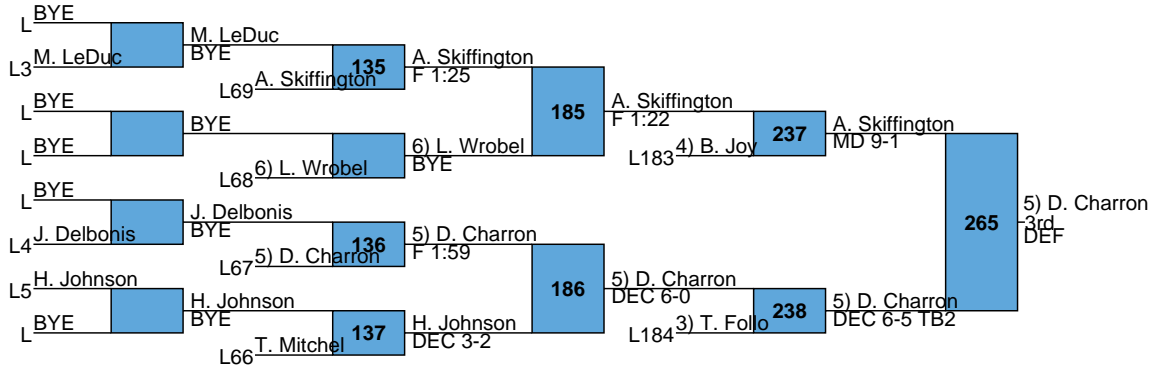 L BYE
L3 M. LeDuc
M. LeDuc
BYE
L69 A. Skiffington
135
A. Skiffington
F 1:25
L BYE
L BYE
BYE
L68 6) L. Wrobel
6) L. Wrobel
BYE
185
A. Skiffington
F 1:22
L183 4) B. Joy
237
A. Skiffington
MD 9-1
L BYE
L4 J. Delbonis
J. Delbonis
BYE
L67 5) D. Charron
136
5) D. Charron
F 1:59
L5 H. Johnson
L BYE
H. Johnson
BYE
L66 T. Mitchel
137
H. Johnson
DEC 3-2
186
5) D. Charron
DEC 6-0
L184 3) T. Follo
238
5) D. Charron
DEC 6-5 TB2
265
5) D. Charron
3rd
DEF